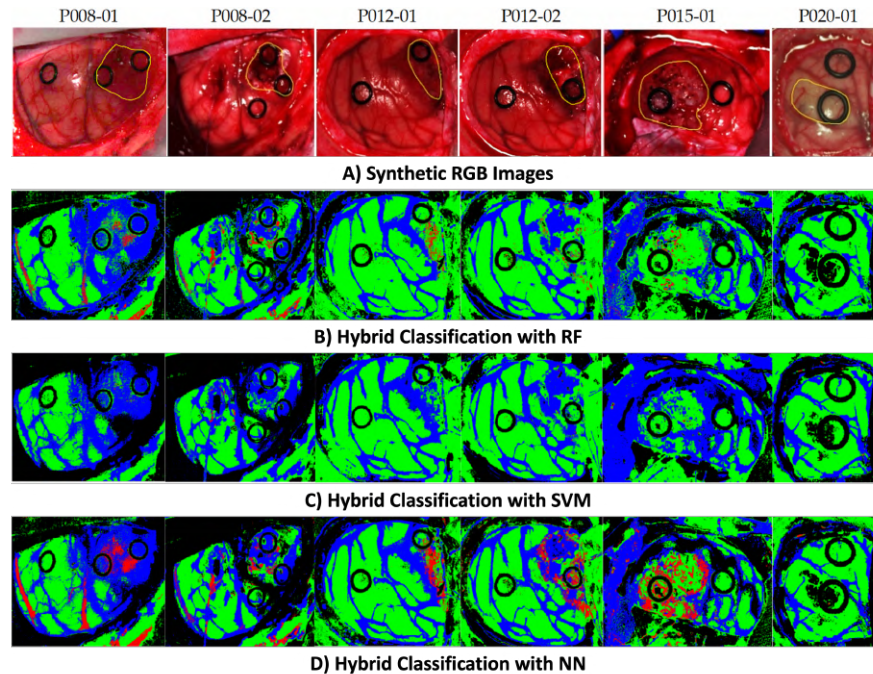 P008-01 P008-02 P012-01 P012-02 P015-01 P020-01
A) Synthetic RGB Images
B) Hybrid Classification with RF
C) Hybrid Classification with SVM
D) Hybrid Classification with NN